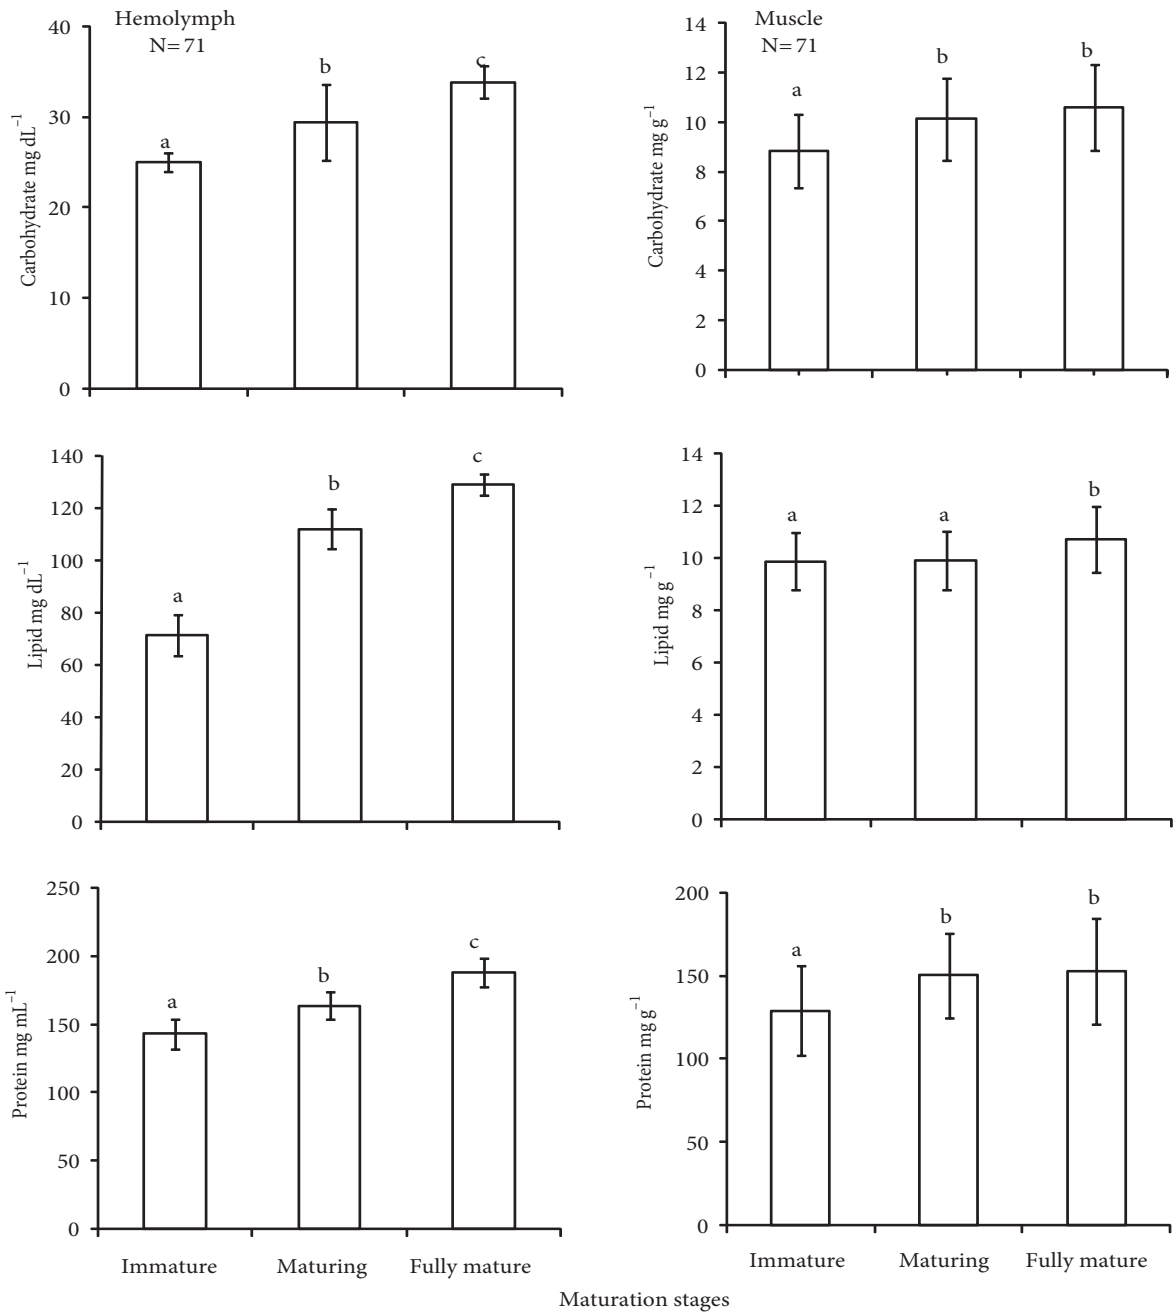 Hemolymph
N=71
Carbohydrate mg dL⁻¹
40
30
20
10
0
a
b
c
Muscle
N=71
Carbohydrate mg g⁻¹
14
12
10
8
6
4
2
0
a
b
b
Lipid mg dL⁻¹
140
120
100
80
60
40
20
0
a
b
c
Lipid mg g⁻¹
14
12
10
8
6
4
2
0
a
a
b
Protein mg mL⁻¹
250
200
150
100
50
0
a
b
c
Immature Maturing Fully mature
Protein mg g⁻¹
200
150
100
50
0
a
b
b
Immature Maturing Fully mature
Maturation stages